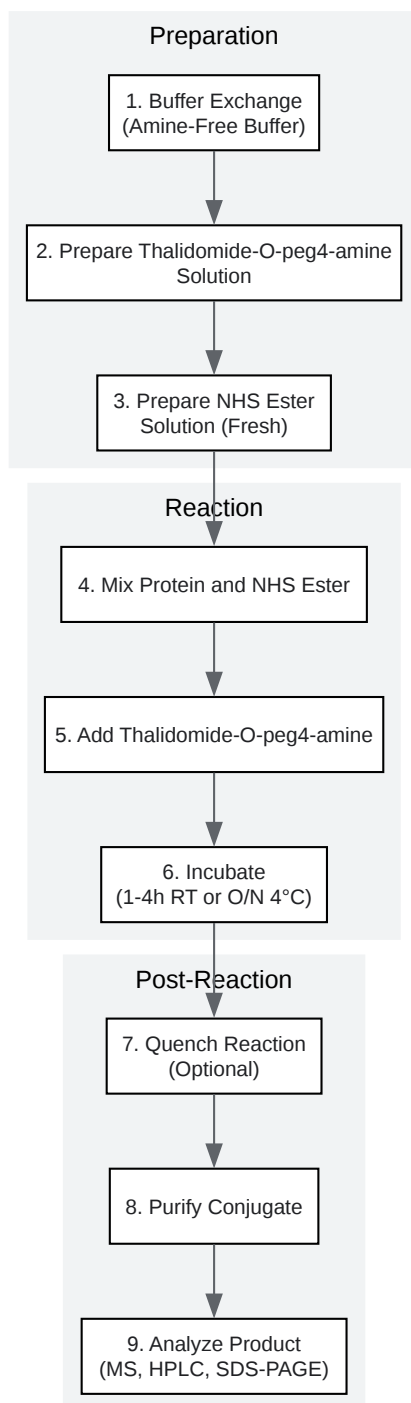 Preparation
1. Buffer Exchange
(Amine-Free Buffer)
2. Prepare Thalidomide-O-peg4-amine
Solution
3. Prepare NHS Ester
Solution (Fresh)
Reaction
4. Mix Protein and NHS Ester
5. Add Thalidomide-O-peg4-amine
6. Incubate
(1-4h RT or O/N 4°C)
Post-Reaction
7. Quench Reaction
(Optional)
8. Purify Conjugate
9. Analyze Product
(MS, HPLC, SDS-PAGE)